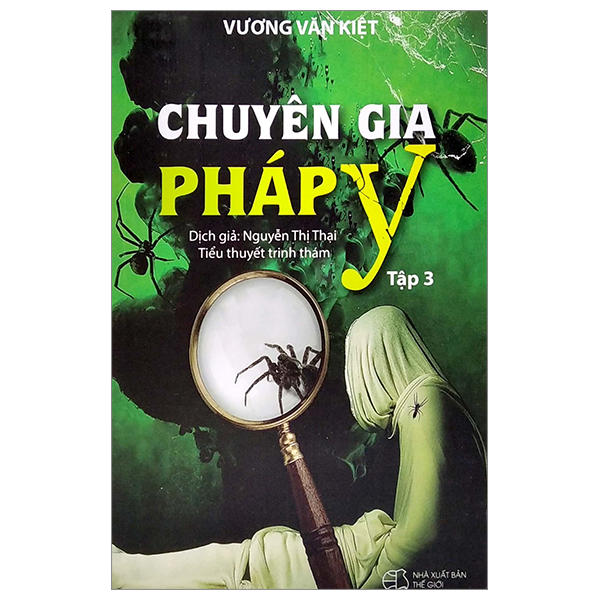 VƯƠNG VĂN KIỆT
CHUYÊN GIA
PHÁP Y
Dịch giả: Nguyễn Thị Thại
Tiểu thuyết trinh thám
Tập 3
NHÀ XUẤT BẢN
THẾ GIỚI